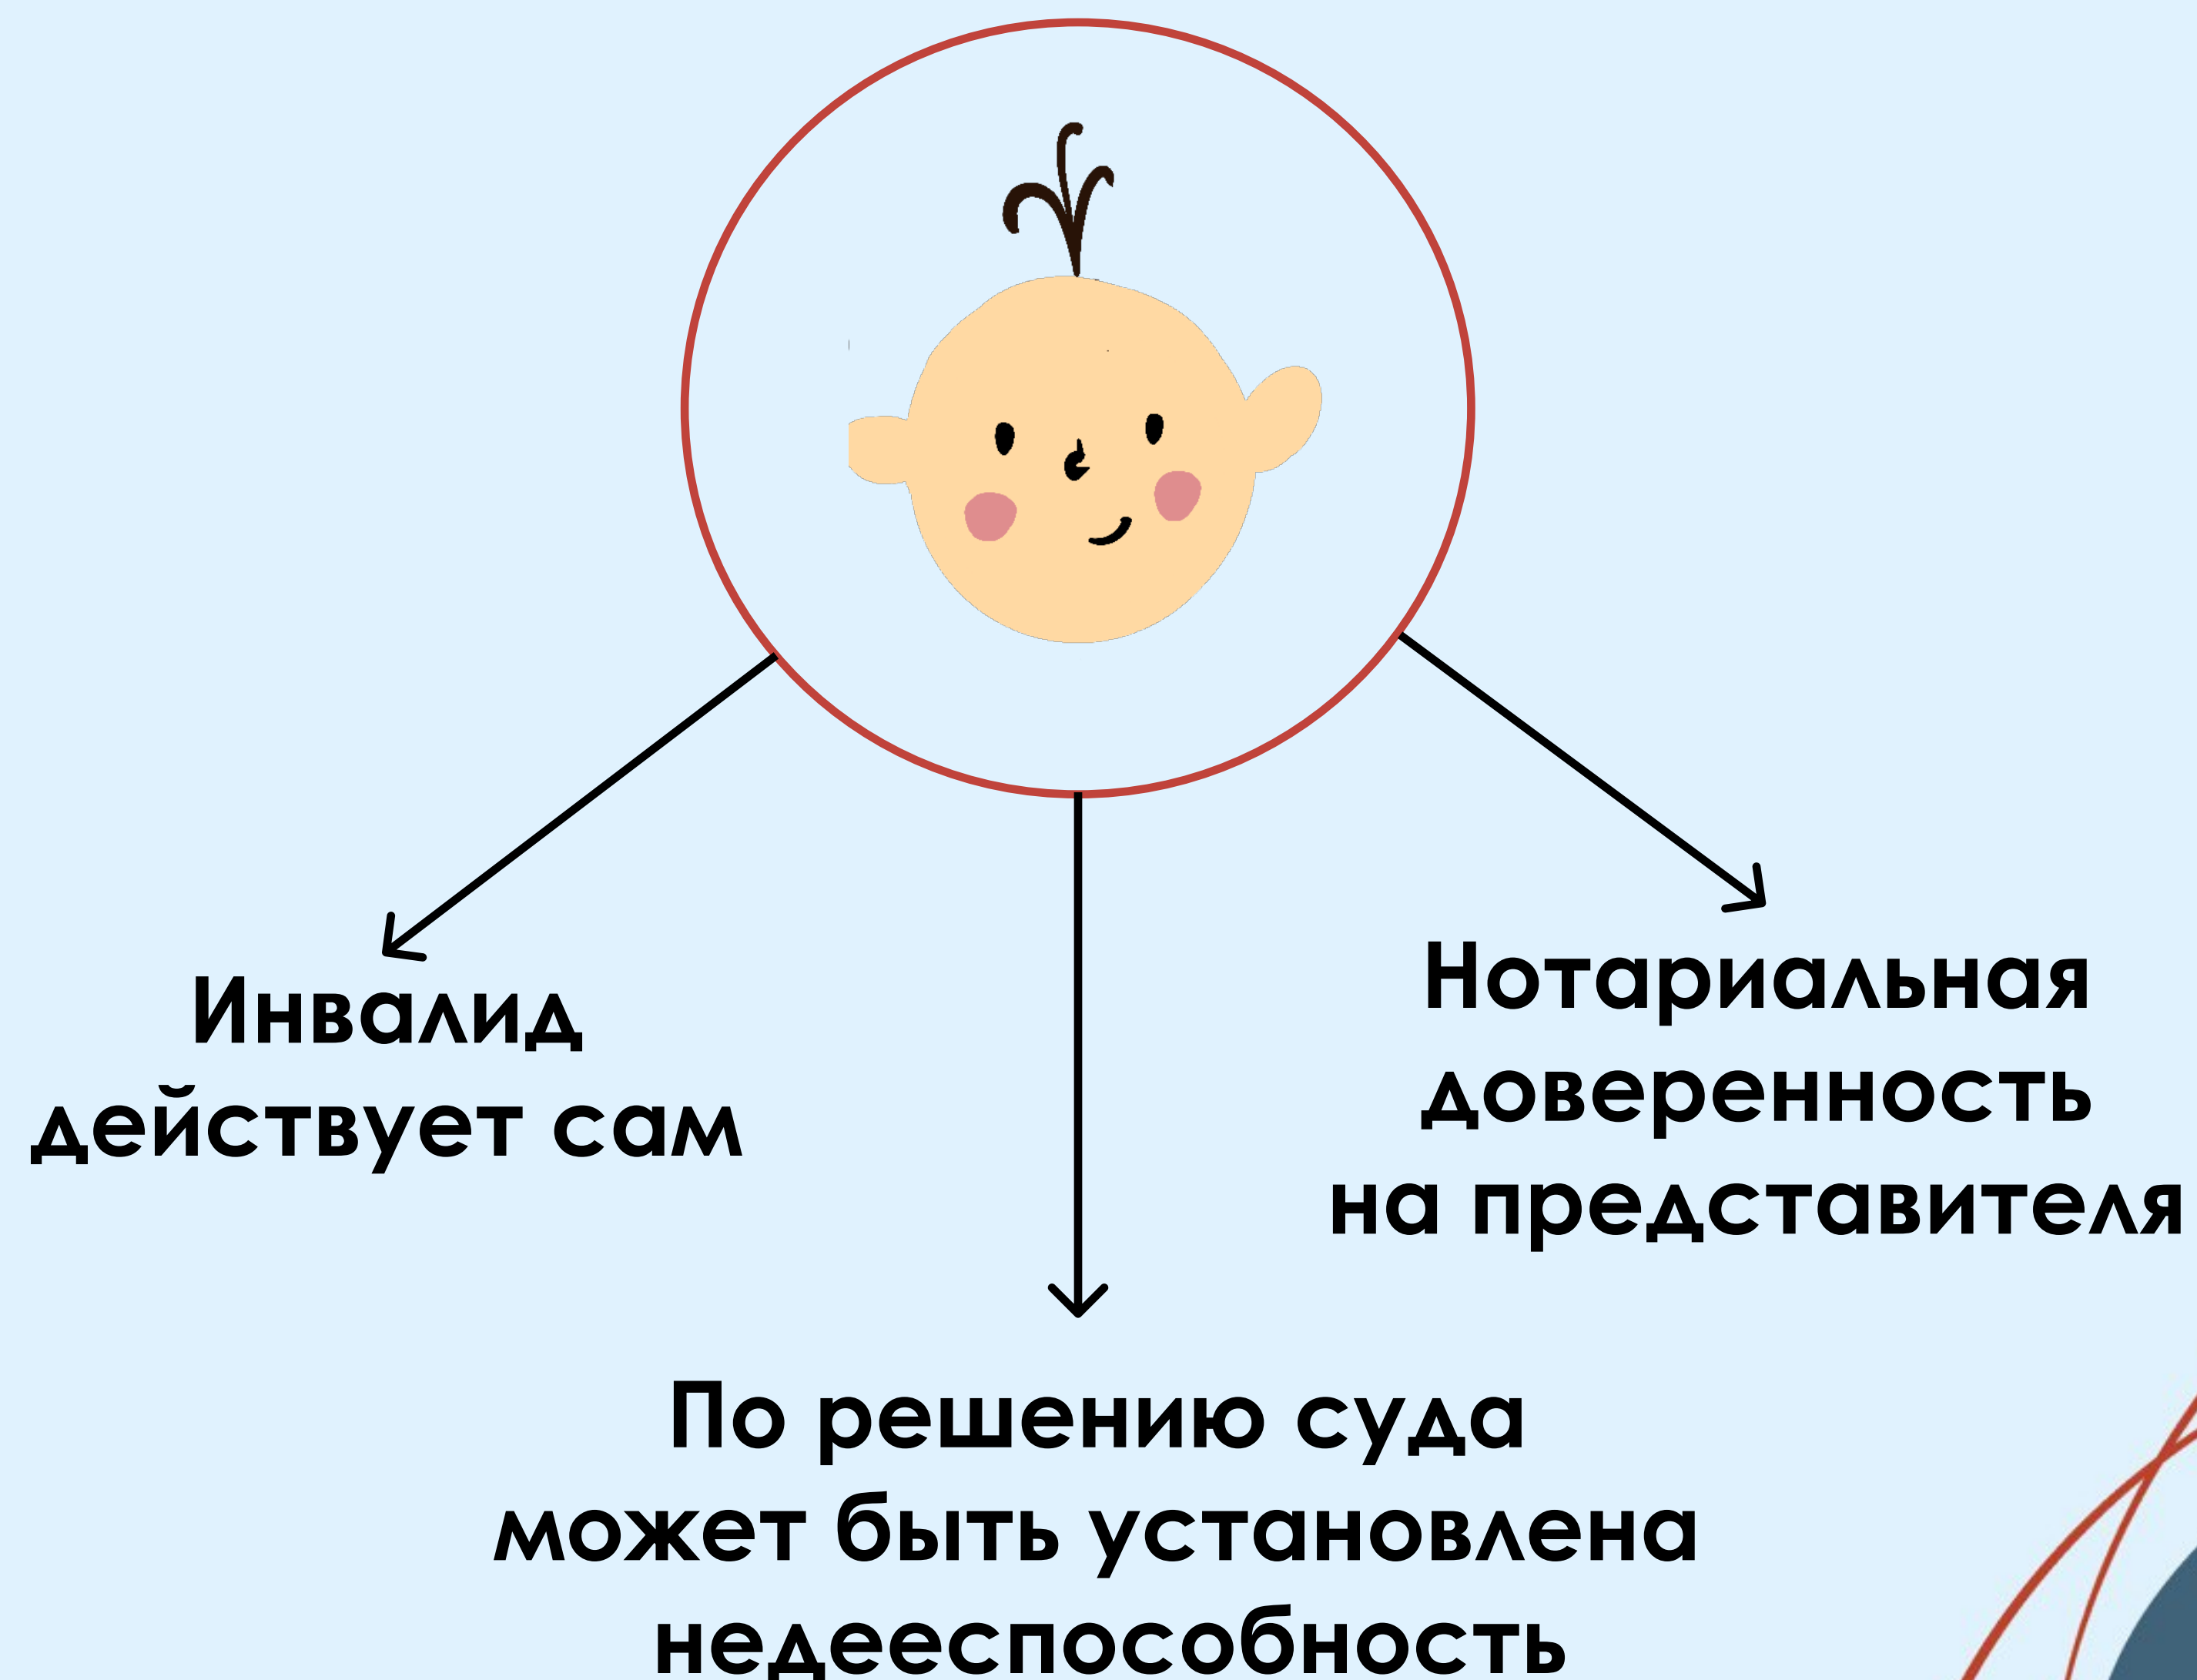 Инвалид
действует сам
Нотариальная
доверенность
на представителя
По решению суда
может быть установлена
недееспособность